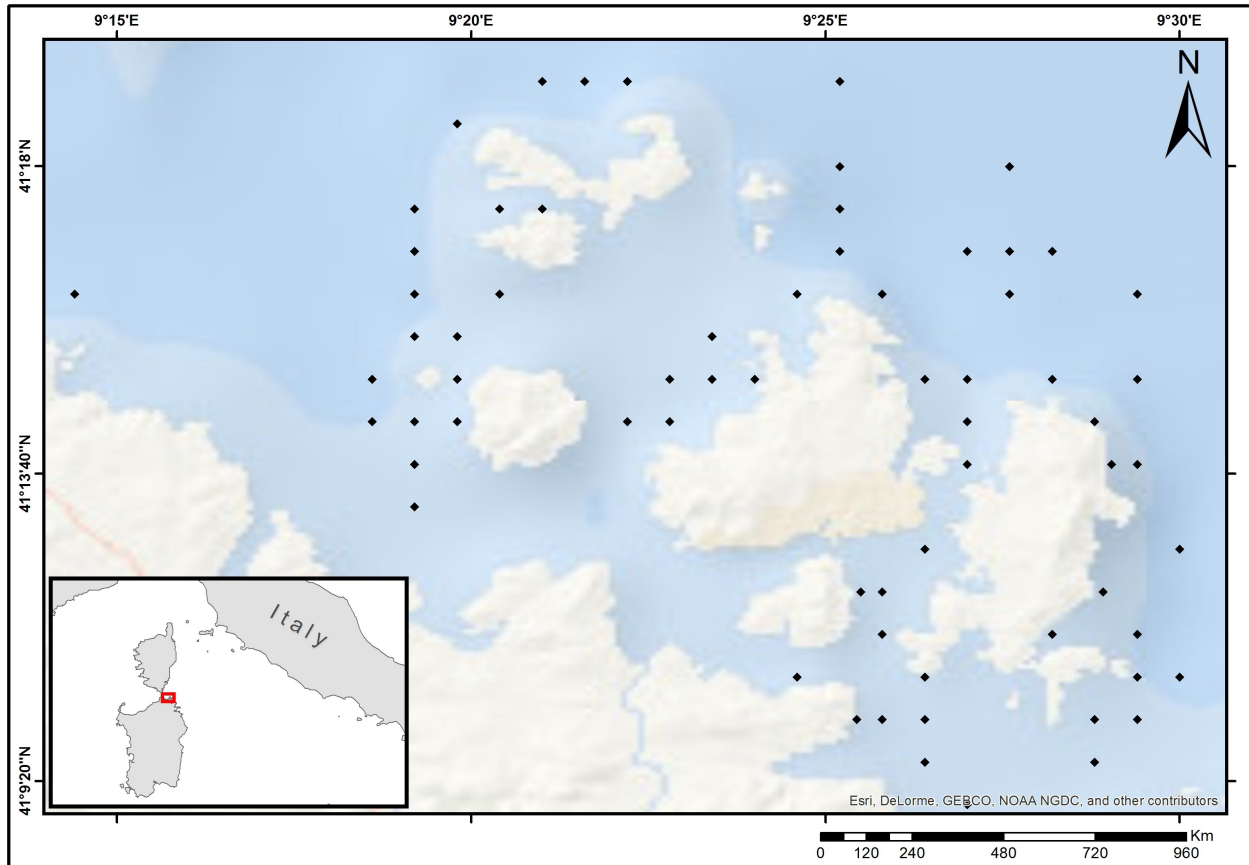 9°15'E 9°20'E 9°25'E 9°30'E
N
41°18'N
41°13'40"N
41°9'20"N
Italy
Esri, DeLorme, GEBCO, NOAA NGDC, and other contributors
Km
0 120 240 480 720 960